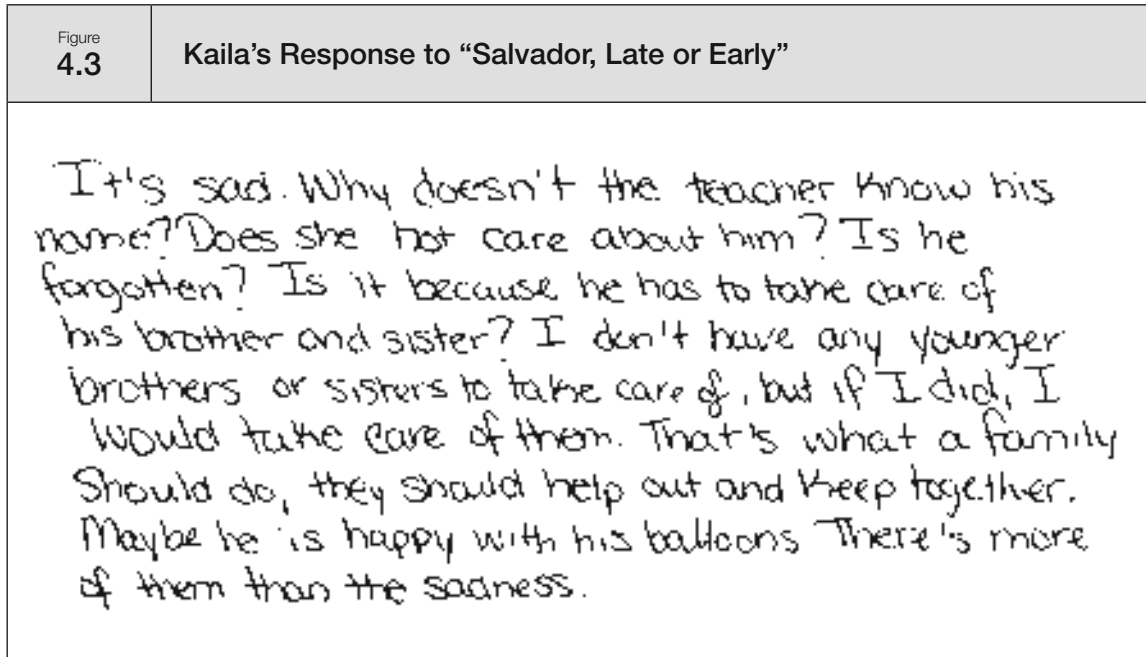 Figure
4.3
Kaila's Response to “Salvador, Late or Early”
It's sad. Why doesn't the teacher know his
name? Does she not care about him? Is he
forgotten? Is it because he has to take care of
his brother and sister? I don't have any younger
brothers or sisters to take care of, but if I did, I
would take care of them. That's what a family
should do, they should help out and keep together.
Maybe he is happy with his balloons There's more
of them than the sadness.